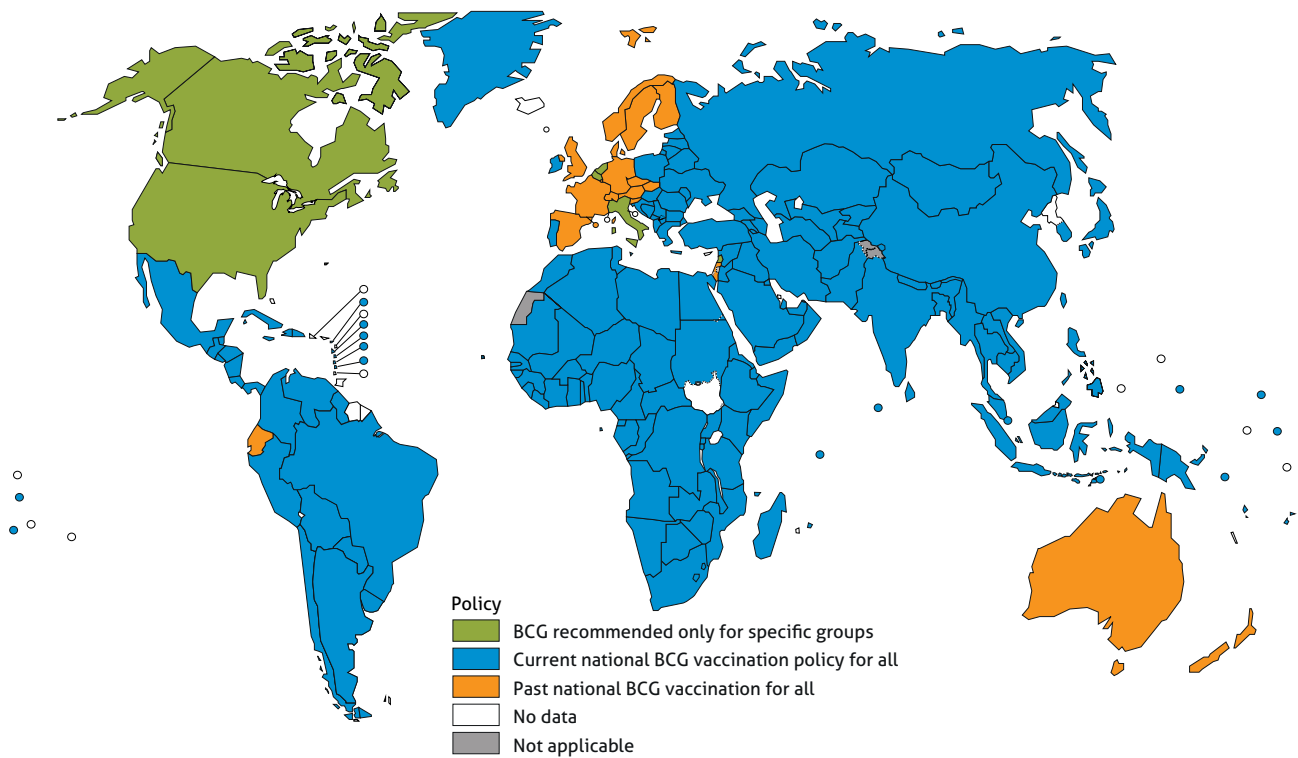 Policy
BCG recommended only for specific groups
Current national BCG vaccination policy for all
Past national BCG vaccination for all
No data
Not applicable